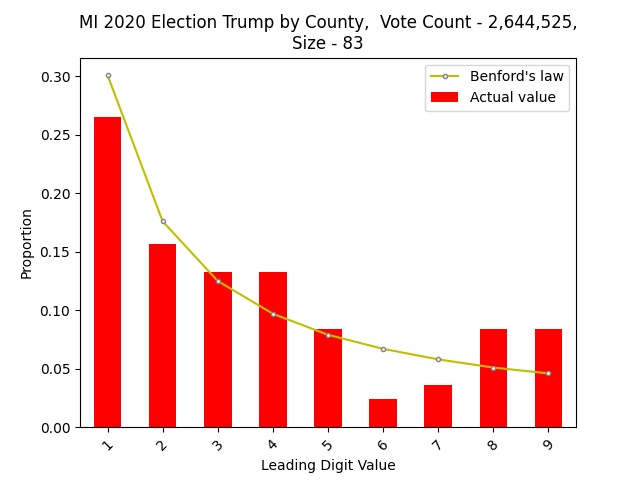 MI 2020 Election Trump by County,  Vote Count - 2,644,525,
Size - 83
Benford's law
Actual value
0.30
0.25
0.20
0.15
0.10
0.05
0.00
Proportion
1 2 3 4 5 6 7 8 9
Leading Digit Value